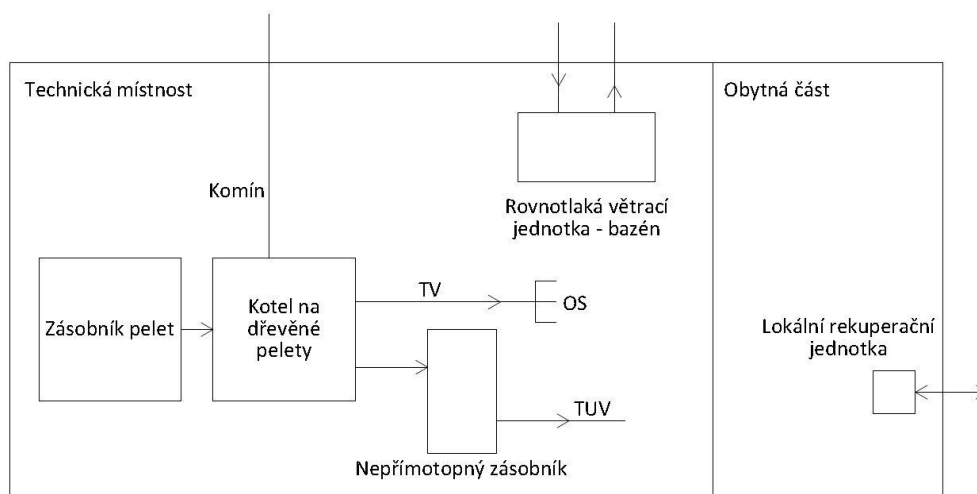 Technická místnost
Obytná část
Komín
Rovnotlaká větrací
jednotka - bazén
Zásobník pelet
Kotel na
dřevěné
pelety
TV
OS
Lokální rekuperační
jednotka
TUV
Nepřímotopný zásobník